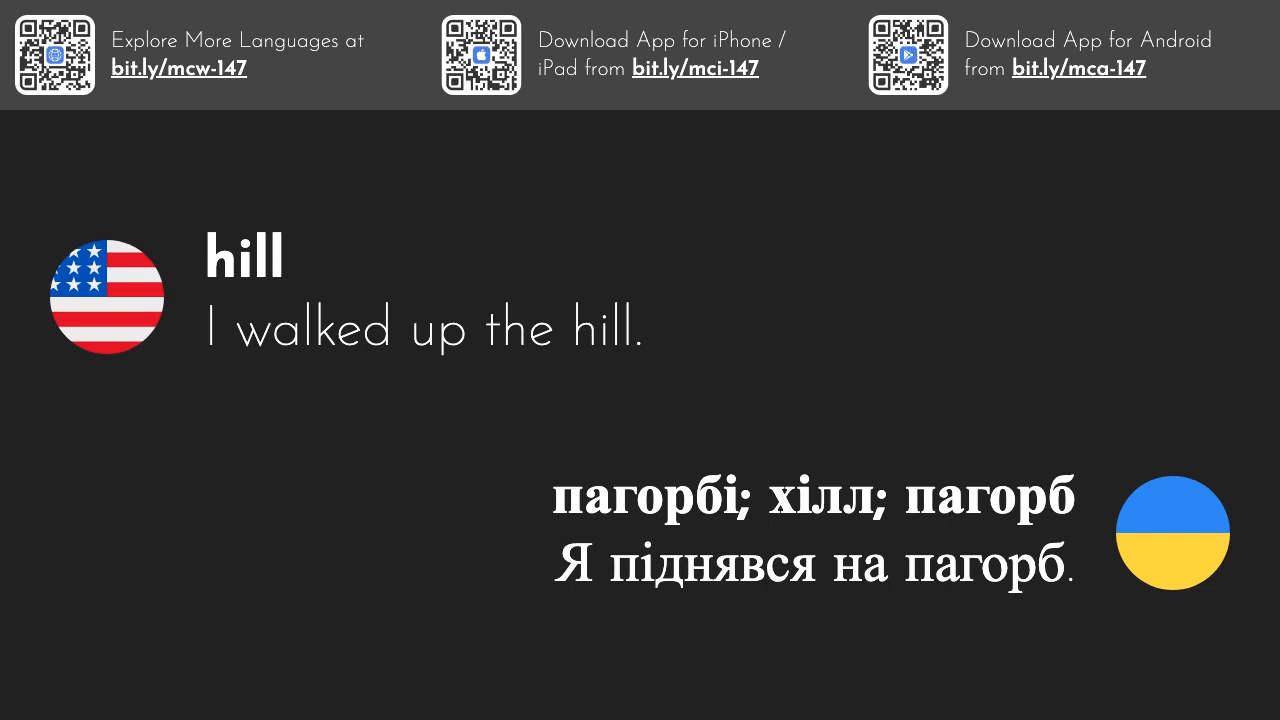 Explore More Languages at
bit.ly/mcw-147
Download App for iPhone /
iPad from bit.ly/mci-147
Download App for Android
from bit.ly/mca-147
hill
I walked up the hill.
пагорбі; хілл; пагорб
Я піднявся на пагорб.